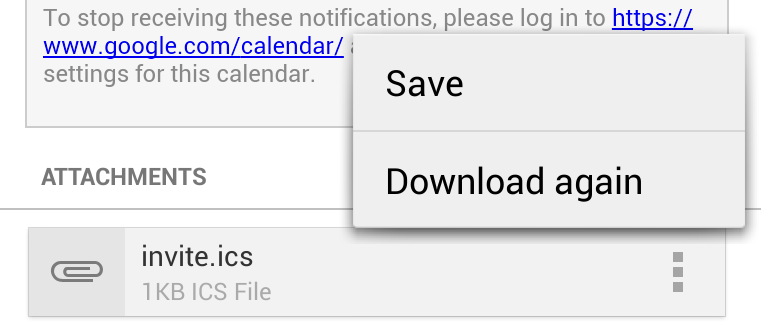 To stop receiving these notifications, please log in to https://
www.google.com/calendar/
settings for this calendar.
Save
Download again
ATTACHMENTS
invite.ics
1KB ICS File